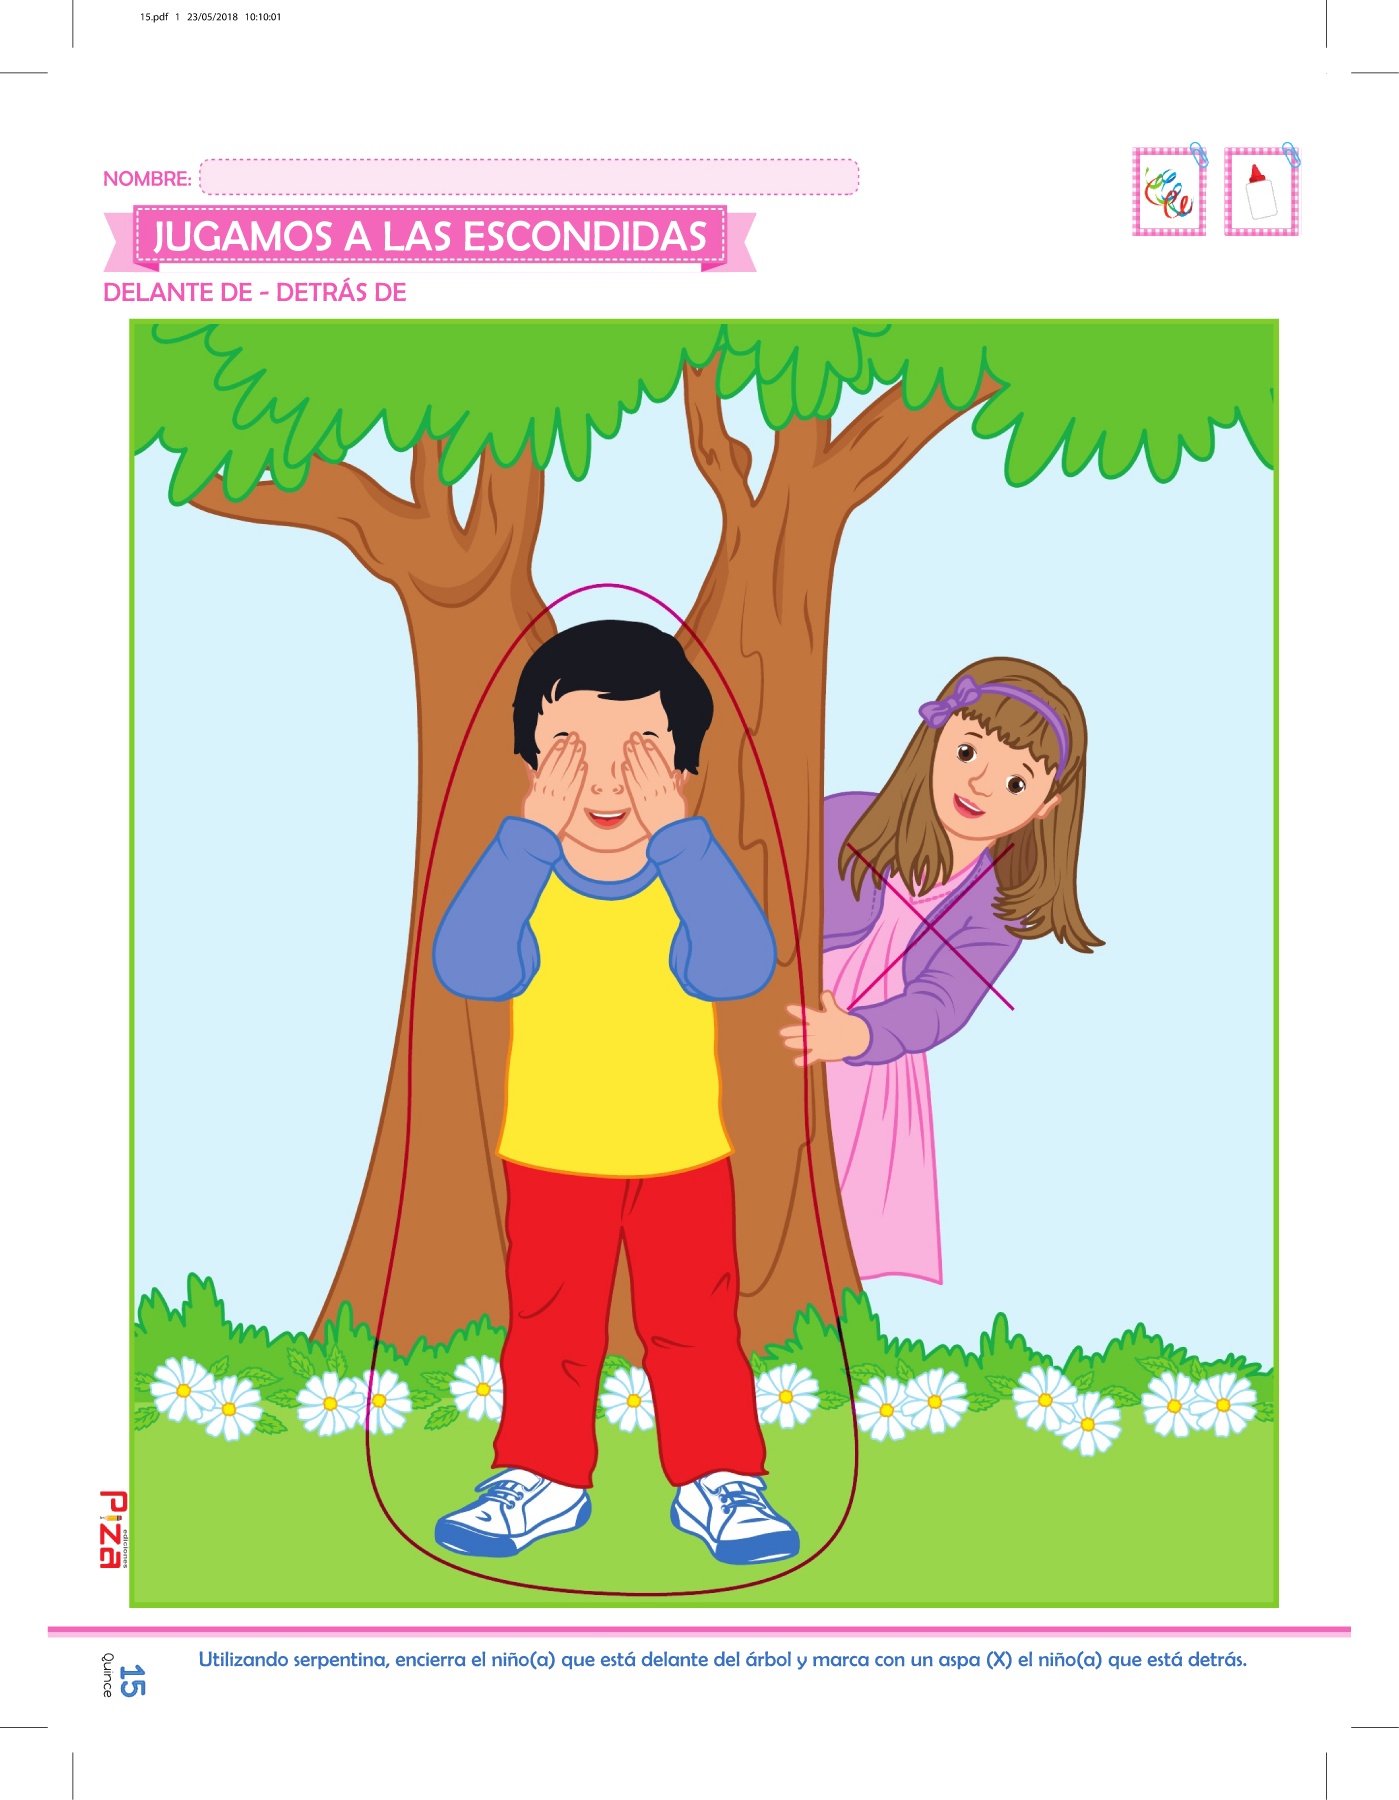 15.pdf 1 23/05/2018 10:10:01
NOMBRE:
JUGAMOS A LAS ESCONDIDAS
DELANTE DE - DETRÁS DE
Piza
ediciones
15
Quince
Utilizando serpentina, encierra el niño(a) que está delante del árbol y marca con un aspa (X) el niño(a) que está detrás.